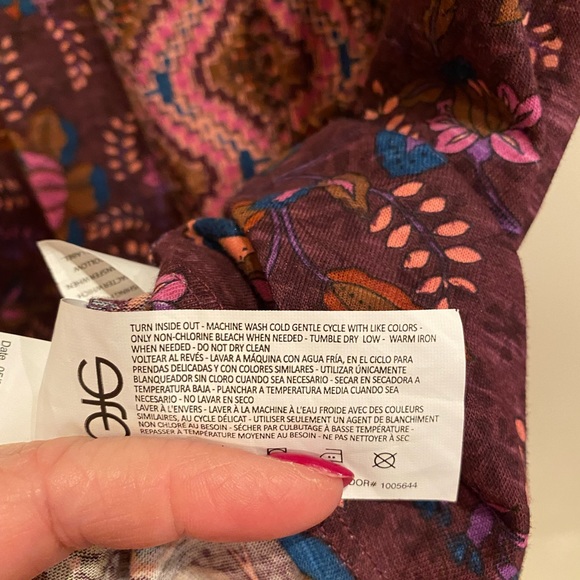 TURN INSIDE OUT - MACHINE WASH COLD GENTLE CYCLE WITH LIKE COLORS -
ONLY NON-CHLORINE BLEACH WHEN NEEDED - TUMBLE DRY LOW - WARM IRON
WHEN NEEDED - DO NOT DRY CLEAN
VOLTEAR AL REVÉS - LAVAR A MÁQUINA CON AGUA FRÍA, EN EL CICLO PARA
PRENDAS DELICADAS Y CON COLORES SIMILARES - UTILIZAR ÚNICAMENTE
BLANQUEADOR SIN CLORO CUANDO SEA NECESARIO - SECAR EN SECADORA A
TEMPERATURA BAJA - PLANCHAR A TEMPERATURA MEDIA CUANDO SEA
NECESARIO - NO LAVAR EN SECO
LAVER À L'ENVERS - LAVER À LA MACHINE À L'EAU FROIDE AVEC DES COULEURS
SIMILAIRES, AU CYCLE DÉLICAT - UTILISER SEULEMENT UN AGENT DE BLANCHIMENT
NON CHLORÉ AU BESOIN - SÉCHER PAR CULBUTAGE À BASSE TEMPÉRATURE -
REPASSER À TEMPÉRATURE MOYENNE AU BESOIN - NE PAS NETTOYER À SEC
DOR# 1005644
Date